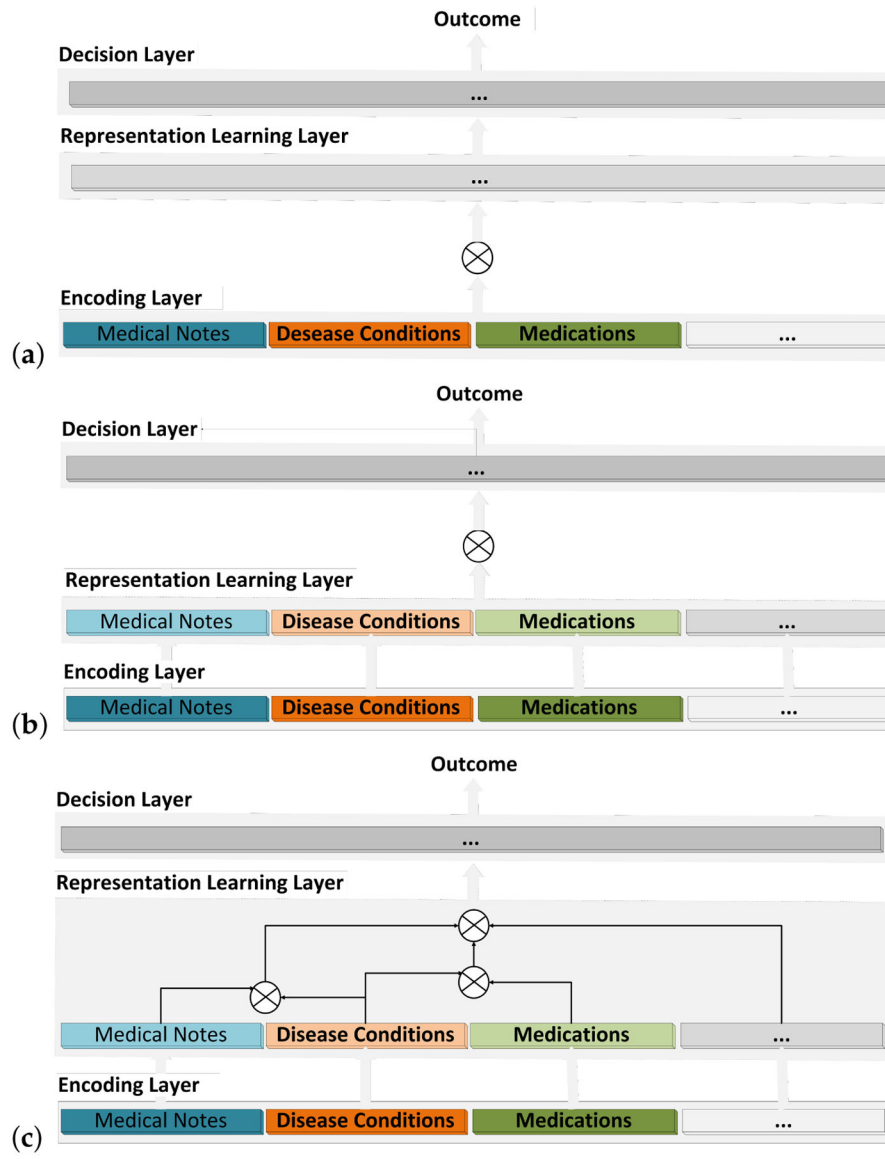 Outcome
Decision Layer
...
Representation Learning Layer
...
Encoding Layer
Medical Notes Desease Conditions Medications ...
(a)
Outcome
Decision Layer
...
Representation Learning Layer
Medical Notes Disease Conditions Medications ...
Encoding Layer
Medical Notes Disease Conditions Medications ...
(b)
Outcome
Decision Layer
...
Representation Learning Layer
Medical Notes Disease Conditions Medications ...
Encoding Layer
Medical Notes Disease Conditions Medications ...
(c)